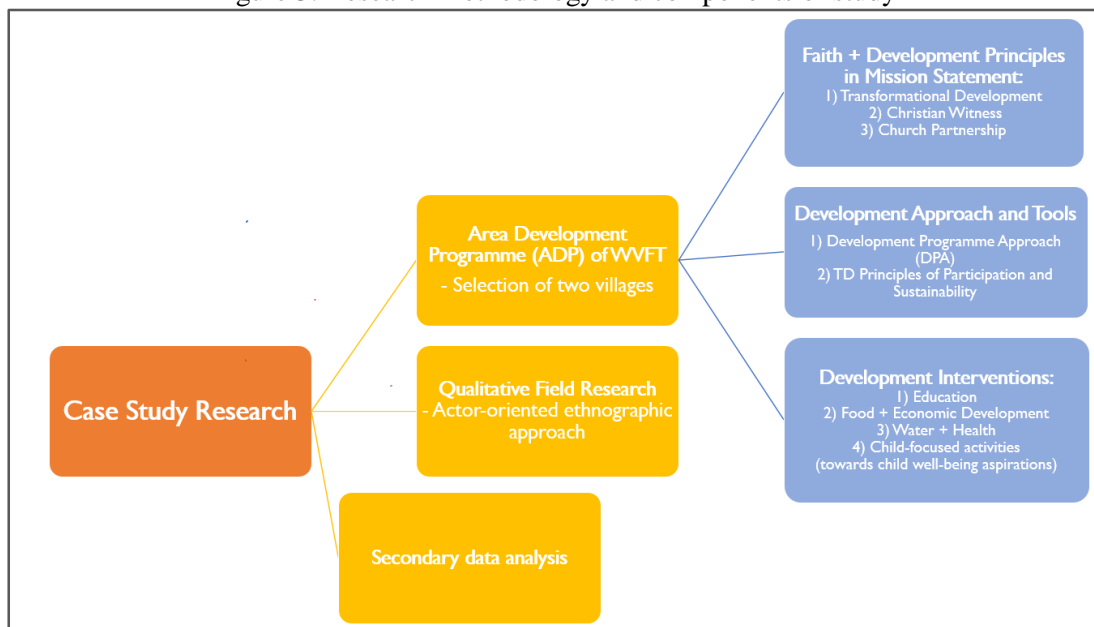 Faith + Development Principles
in Mission Statement:
1) Transformational Development
2) Christian Witness
3) Church Partnership
Area Development
Programme (ADP) of WVFT
- Selection of two villages
Development Approach and Tools
1) Development Programme Approach
(DPA)
2) TD Principles of Participation and
Sustainability
Case Study Research
Qualitative Field Research
- Actor-oriented ethnographic
approach
Development Interventions:
1) Education
2) Food + Economic Development
3) Water + Health
4) Child-focused activities
(towards child well-being aspirations)
Secondary data analysis